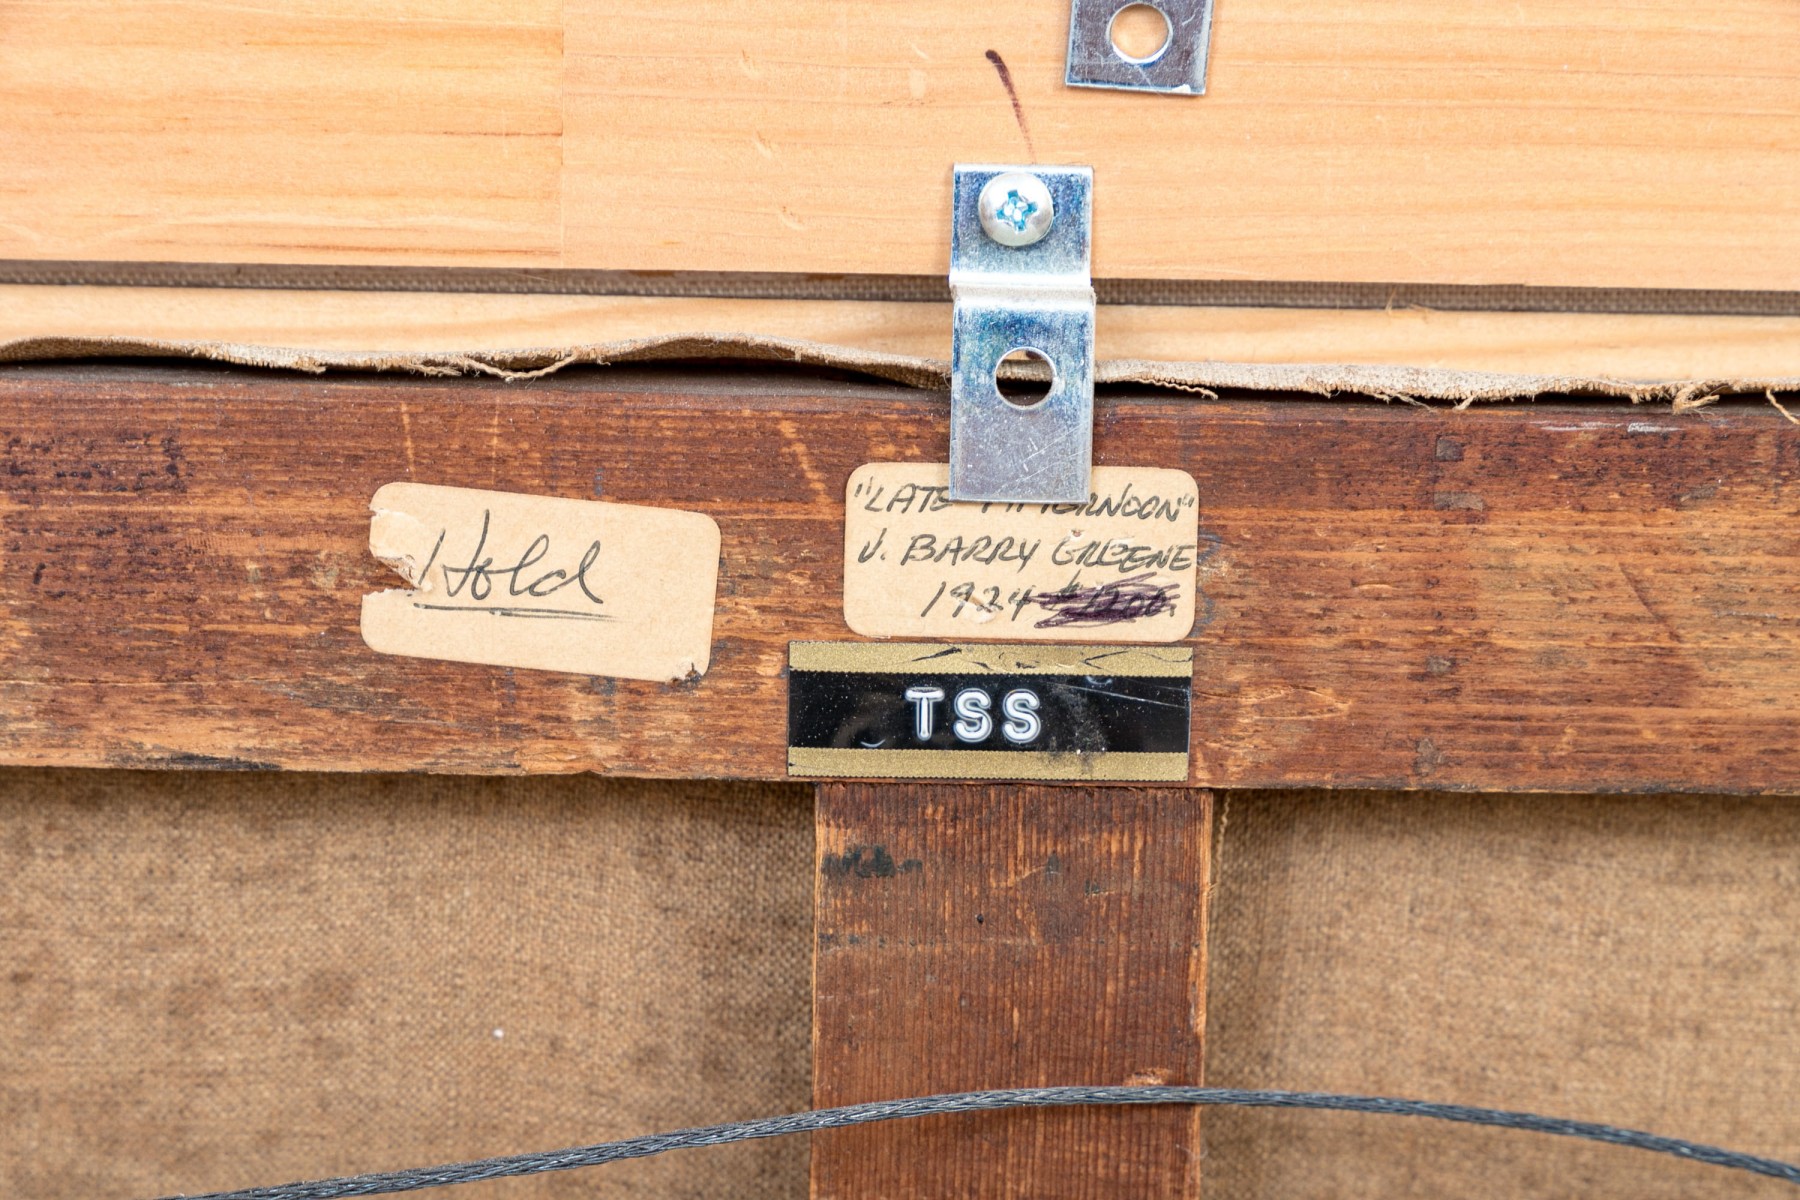 Hold
"LATE AFTERNOON"
J. BARRY GREENE
1924
TSS